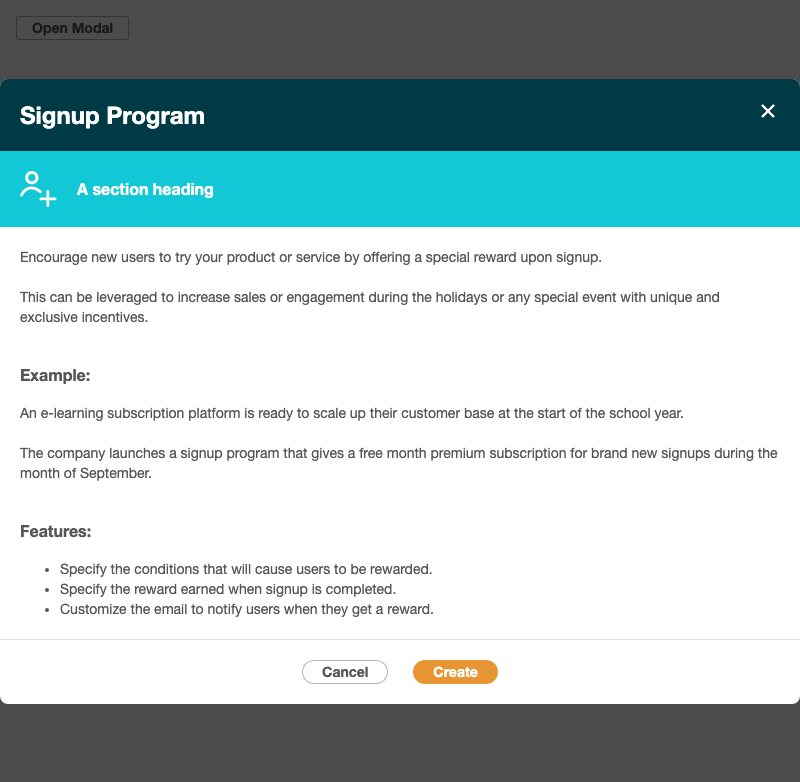 Open Modal
Signup Program
A section heading
Encourage new users to try your product or service by offering a special reward upon signup.
This can be leveraged to increase sales or engagement during the holidays or any special event with unique and
exclusive incentives.
Example:
An e-learning subscription platform is ready to scale up their customer base at the start of the school year.
The company launches a signup program that gives a free month premium subscription for brand new signups during the
month of September.
Features:
• Specify the conditions that will cause users to be rewarded.
• Specify the reward earned when signup is completed.
• Customize the email to notify users when they get a reward.
Cancel Create